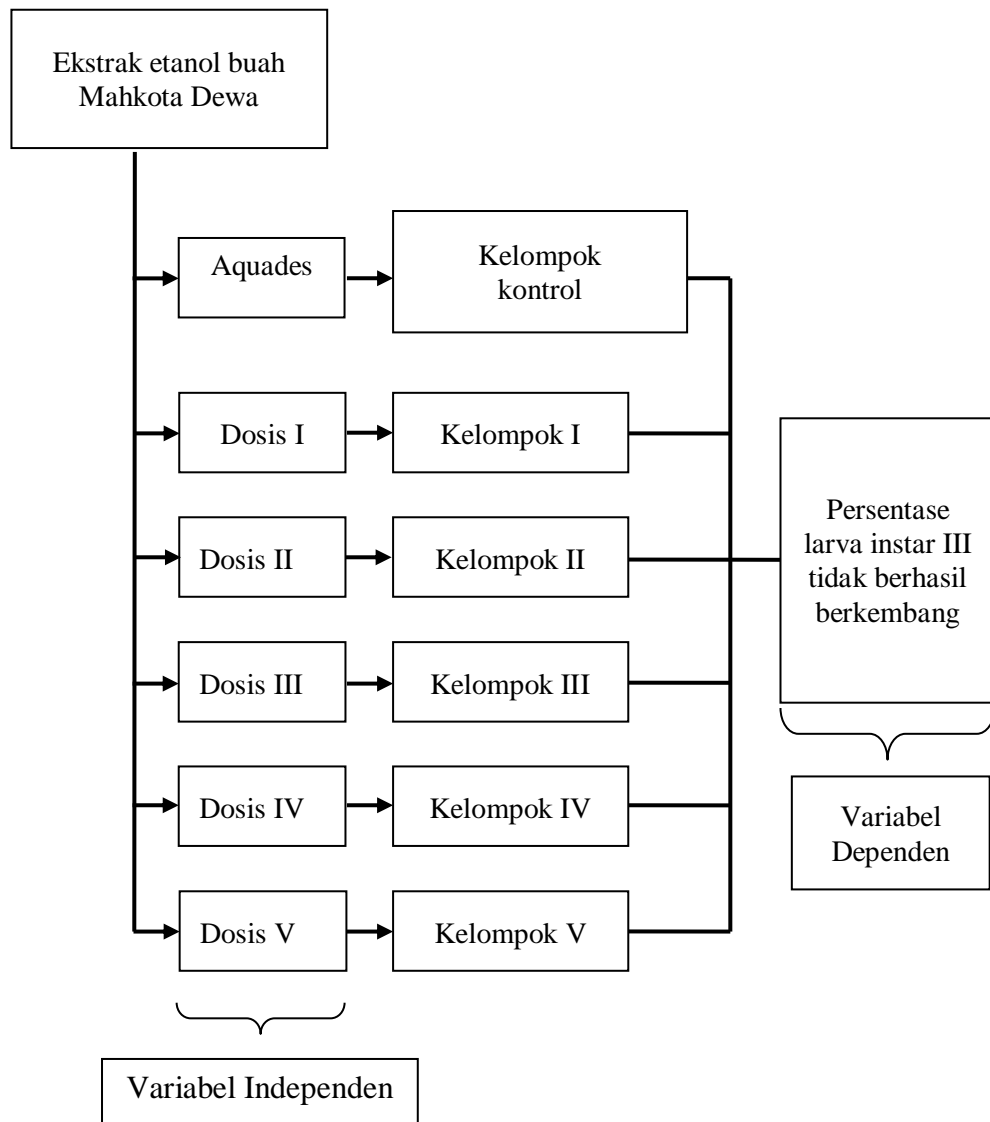 Ekstrak etanol buah
Mahkota Dewa
Aquades
Kelompok
kontrol
Dosis I
Kelompok I
Dosis II
Kelompok II
Dosis III
Kelompok III
Dosis IV
Kelompok IV
Dosis V
Kelompok V
Persentase
larva instar III
tidak berhasil
berkembang
Variabel
Dependen
Variabel Independen